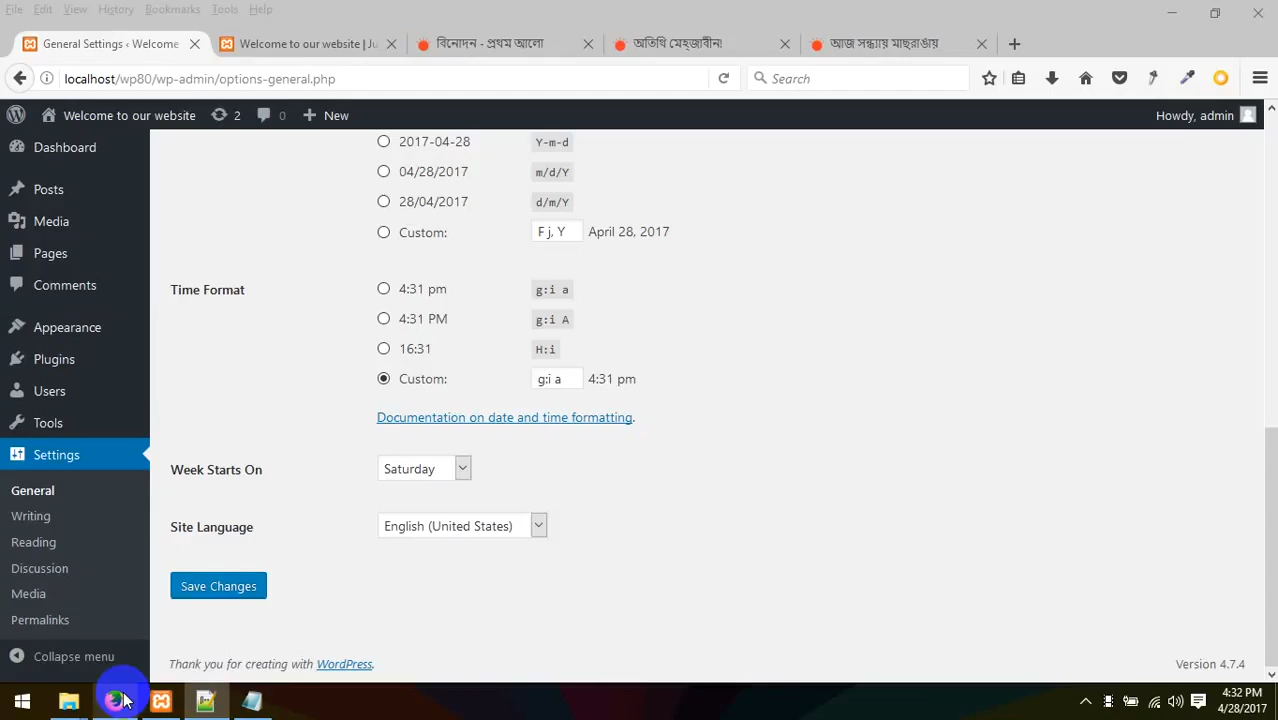 File Edit View History Bookmarks Tools Help
General Settings ‹ Welcome
Welcome to our website | Ju
বিনোদন - প্রথম আলো
অতিথি মেহ্জাবীন!
আজ সন্ধ্যায় মাছরাঙায়
localhost/wp80/wp-admin/options-general.php
Search
Welcome to our website 2 0 New Howdy, admin
Dashboard
Posts
Media
Pages
Comments
Appearance
Plugins
Users
Tools
Settings
General
Writing
Reading
Discussion
Media
Permalinks
Collapse menu
2017-04-28 Y-m-d
04/28/2017 m/d/Y
28/04/2017 d/m/Y
Custom: F j, Y April 28, 2017
Time Format
4:31 pm g:i a
4:31 PM g:i A
16:31 H:i
Custom: g:i a 4:31 pm
Documentation on date and time formatting.
Week Starts On Saturday
Site Language English (United States)
Save Changes
Thank you for creating with WordPress. Version 4.7.4
4:32 PM
4/28/2017